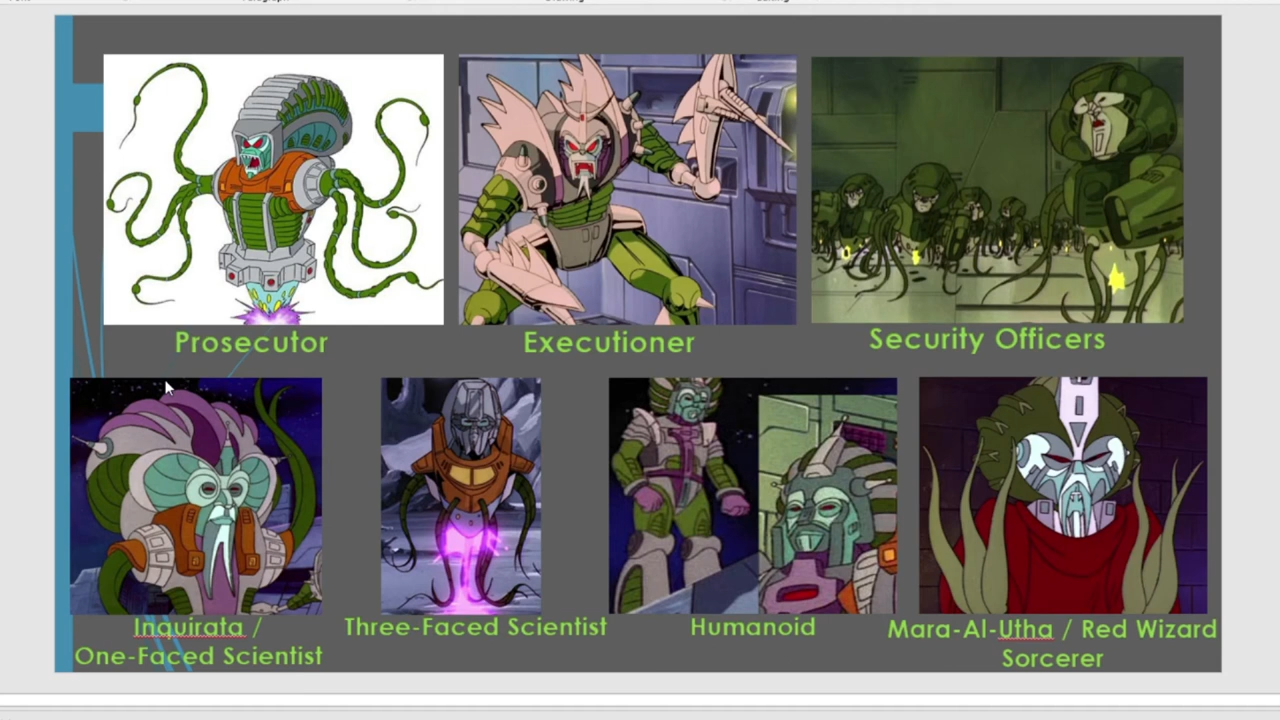 Prosecutor
Executioner
Security Officers
Inquirata /
One-Faced Scientist
Three-Faced Scientist
Humanoid
Mara-Al-Utha / Red Wizard
Sorcerer